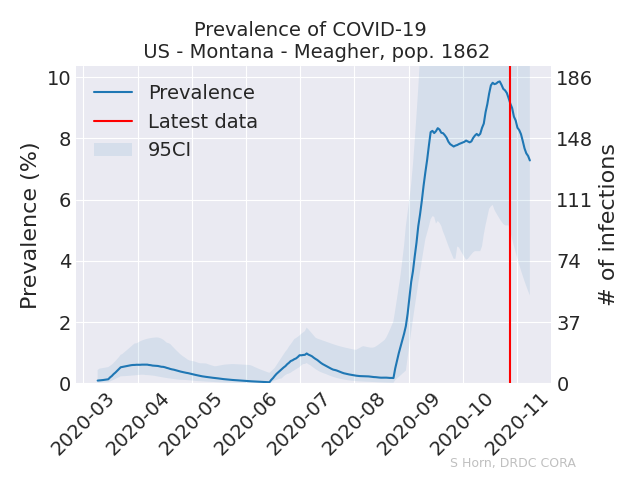 Prevalence of COVID-19
US - Montana - Meagher, pop. 1862
Prevalence
Latest data
95CI
Prevalence (%)
10
8
6
4
2
0
186
148
111
74
37
0
# of infections
2020-03
2020-04
2020-05
2020-06
2020-07
2020-08
2020-09
2020-10
2020-11
S Horn, DRDC CORA